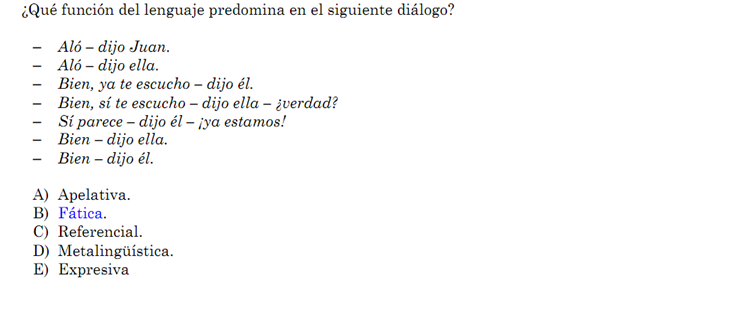 ¿Qué función del lenguaje predomina en el siguiente diálogo?
– Aló – dijo Juan.
– Aló – dijo ella.
– Bien, ya te escucho – dijo él.
– Bien, sí te escucho – dijo ella – ¿verdad?
– Sí parece – dijo él – ¡ya estamos!
– Bien – dijo ella.
– Bien – dijo él.
A) Apelativa.
B) Fática.
C) Referencial.
D) Metalingüística.
E) Expresiva